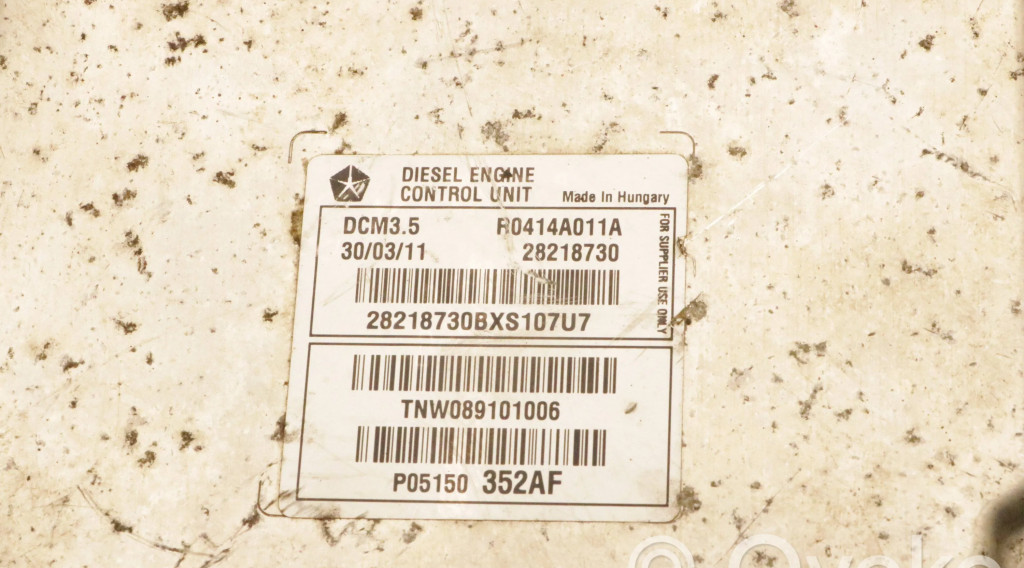 DIESEL ENGINE
CONTROL UNIT Made In Hungary
DCM3.5 R0414A011A
30/03/11 28218730
28218730BXS107U7
FOR SUPPLIER USE ONLY
TNW089101006
P05150 352AF